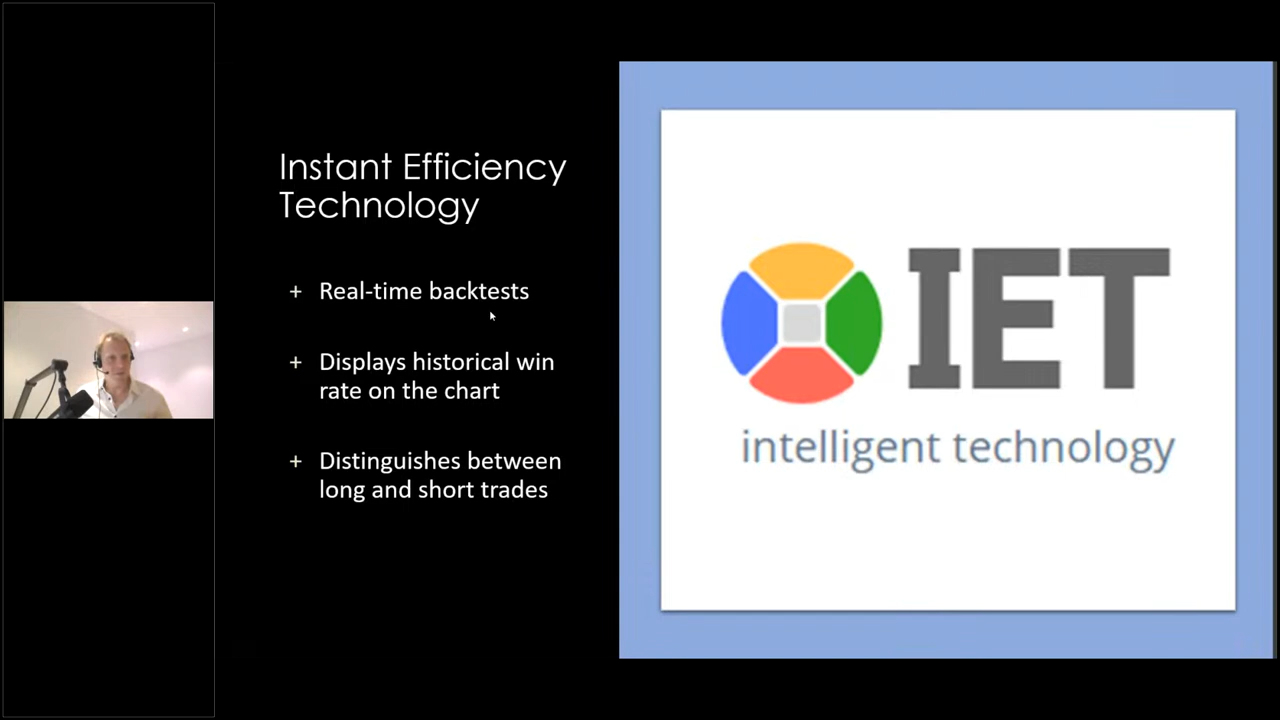 Instant Efficiency
Technology
+ Real-time backtests
+ Displays historical win
rate on the chart
+ Distinguishes between
long and short trades
IET
intelligent technology